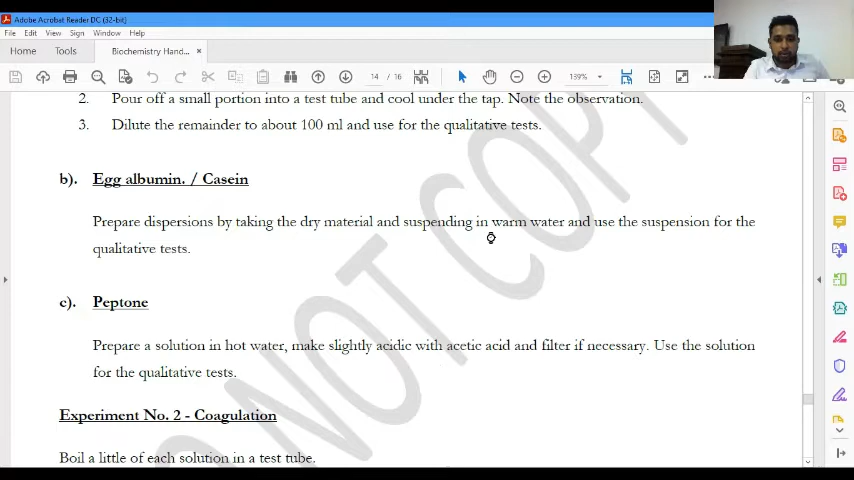 Adobe Acrobat Reader DC (32-bit)
File Edit View Sign Window Help
Home Tools Biochemistry Hand... ×
14 / 16 139%
2. Pour off a small portion into a test tube and cool under the tap. Note the observation.
3. Dilute the remainder to about 100 ml and use for the qualitative tests.
b). Egg albumin. / Casein
Prepare dispersions by taking the dry material and suspending in warm water and use the suspension for the
qualitative tests.
c). Peptone
Prepare a solution in hot water, make slightly acidic with acetic acid and filter if necessary. Use the solution
for the qualitative tests.
Experiment No. 2 - Coagulation
Boil a little of each solution in a test tube.
DO NOT COPY